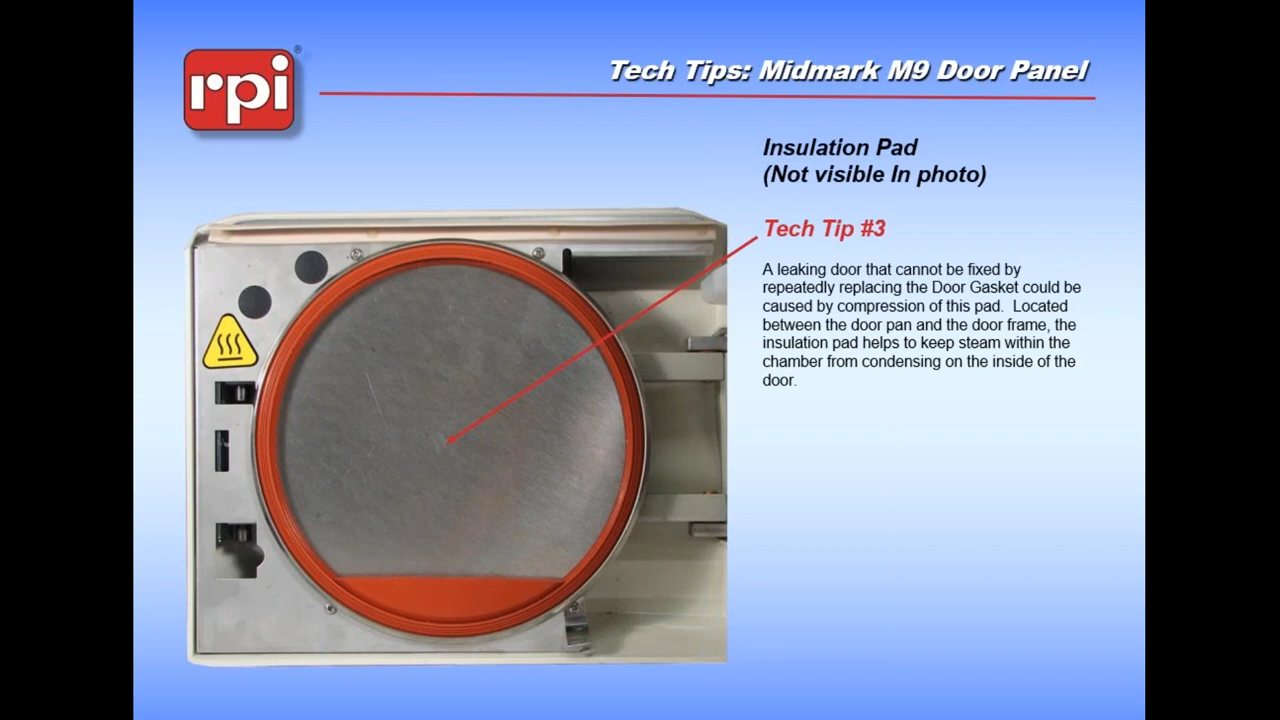 rpi®
Tech Tips: Midmark M9 Door Panel
Insulation Pad
(Not visible In photo)
Tech Tip #3
A leaking door that cannot be fixed by
repeatedly replacing the Door Gasket could be
caused by compression of this pad.  Located
between the door pan and the door frame, the
insulation pad helps to keep steam within the
chamber from condensing on the inside of the
door.